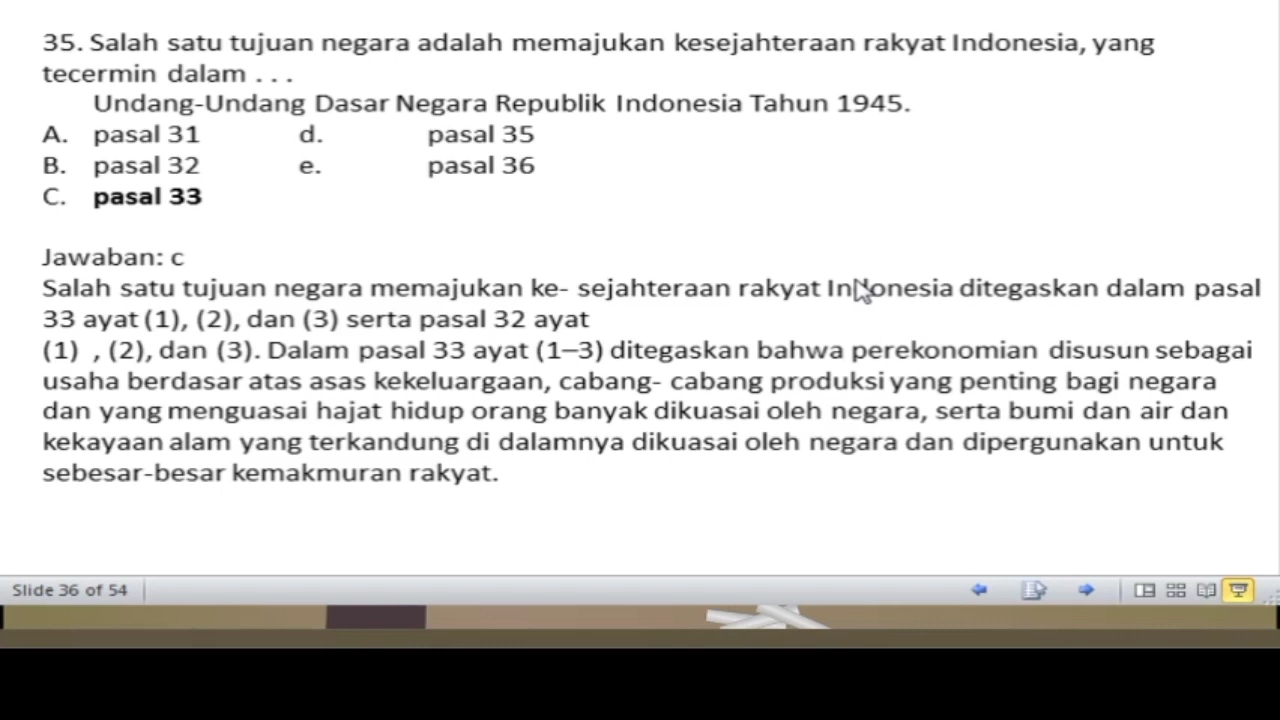 35. Salah satu tujuan negara adalah memajukan kesejahteraan rakyat Indonesia, yang
tecermin dalam . . .
Undang-Undang Dasar Negara Republik Indonesia Tahun 1945.
A. pasal 31 d. pasal 35
B. pasal 32 e. pasal 36
C. pasal 33
Jawaban: c
Salah satu tujuan negara memajukan ke- sejahteraan rakyat Indonesia ditegaskan dalam pasal
33 ayat (1), (2), dan (3) serta pasal 32 ayat
(1) , (2), dan (3). Dalam pasal 33 ayat (1–3) ditegaskan bahwa perekonomian disusun sebagai
usaha berdasar atas asas kekeluargaan, cabang- cabang produksi yang penting bagi negara
dan yang menguasai hajat hidup orang banyak dikuasai oleh negara, serta bumi dan air dan
kekayaan alam yang terkandung di dalamnya dikuasai oleh negara dan dipergunakan untuk
sebesar-besar kemakmuran rakyat.
Slide 36 of 54